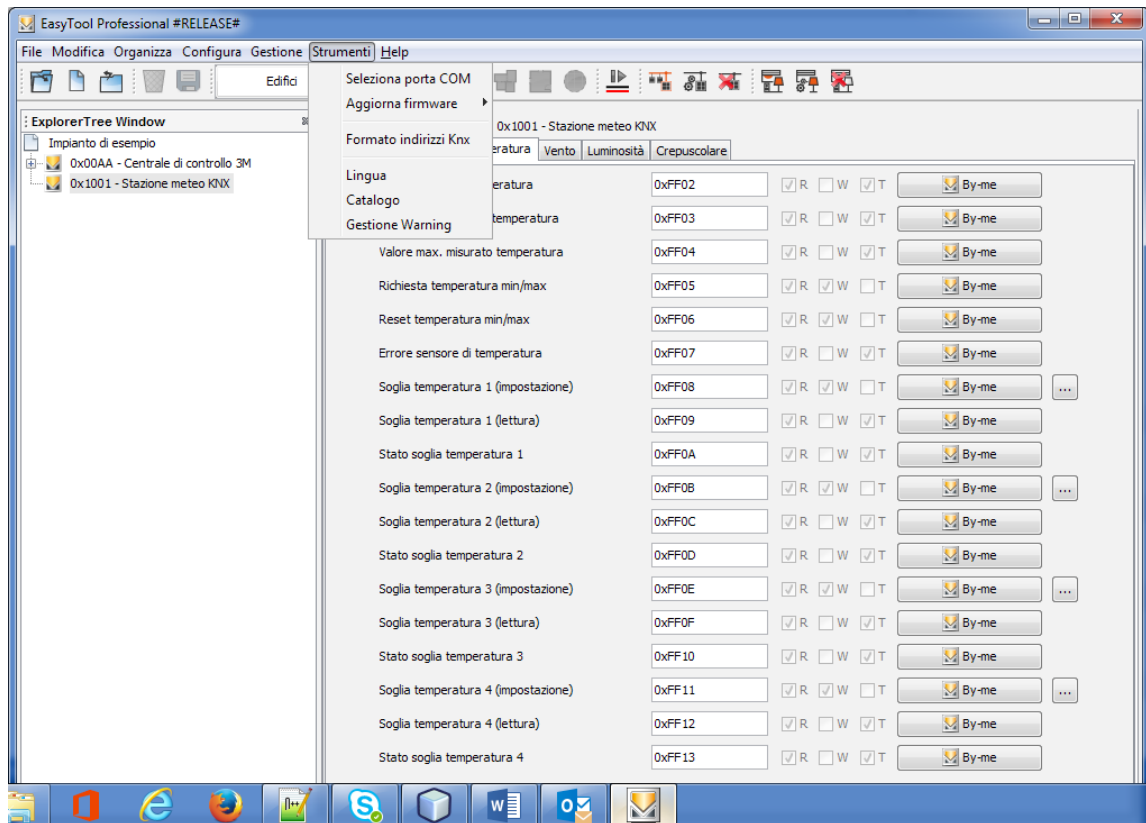 EasyTool Professional #RELEASE#
File Modifica Organizza Configura Gestione Strumenti Help
Edifici
Seleziona porta COM
Aggiorna firmware
Formato indirizzi Knx
Lingua
Catalogo
Gestione Warning
ExplorerTree Window
Impianto di esempio
0x00AA - Centrale di controllo 3M
0x1001 - Stazione meteo KNX
0x1001 - Stazione meteo KNX
eratura Vento Luminosità Crepuscolare
eratura 0xFF02 R W T By-me
temperatura 0xFF03 R W T By-me
Valore max. misurato temperatura 0xFF04 R W T By-me
Richiesta temperatura min/max 0xFF05 R W T By-me
Reset temperatura min/max 0xFF06 R W T By-me
Errore sensore di temperatura 0xFF07 R W T By-me
Soglia temperatura 1 (impostazione) 0xFF08 R W T By-me ...
Soglia temperatura 1 (lettura) 0xFF09 R W T By-me
Stato soglia temperatura 1 0xFF0A R W T By-me
Soglia temperatura 2 (impostazione) 0xFF0B R W T By-me ...
Soglia temperatura 2 (lettura) 0xFF0C R W T By-me
Stato soglia temperatura 2 0xFF0D R W T By-me
Soglia temperatura 3 (impostazione) 0xFF0E R W T By-me ...
Soglia temperatura 3 (lettura) 0xFF0F R W T By-me
Stato soglia temperatura 3 0xFF10 R W T By-me
Soglia temperatura 4 (impostazione) 0xFF11 R W T By-me ...
Soglia temperatura 4 (lettura) 0xFF12 R W T By-me
Stato soglia temperatura 4 0xFF13 R W T By-me